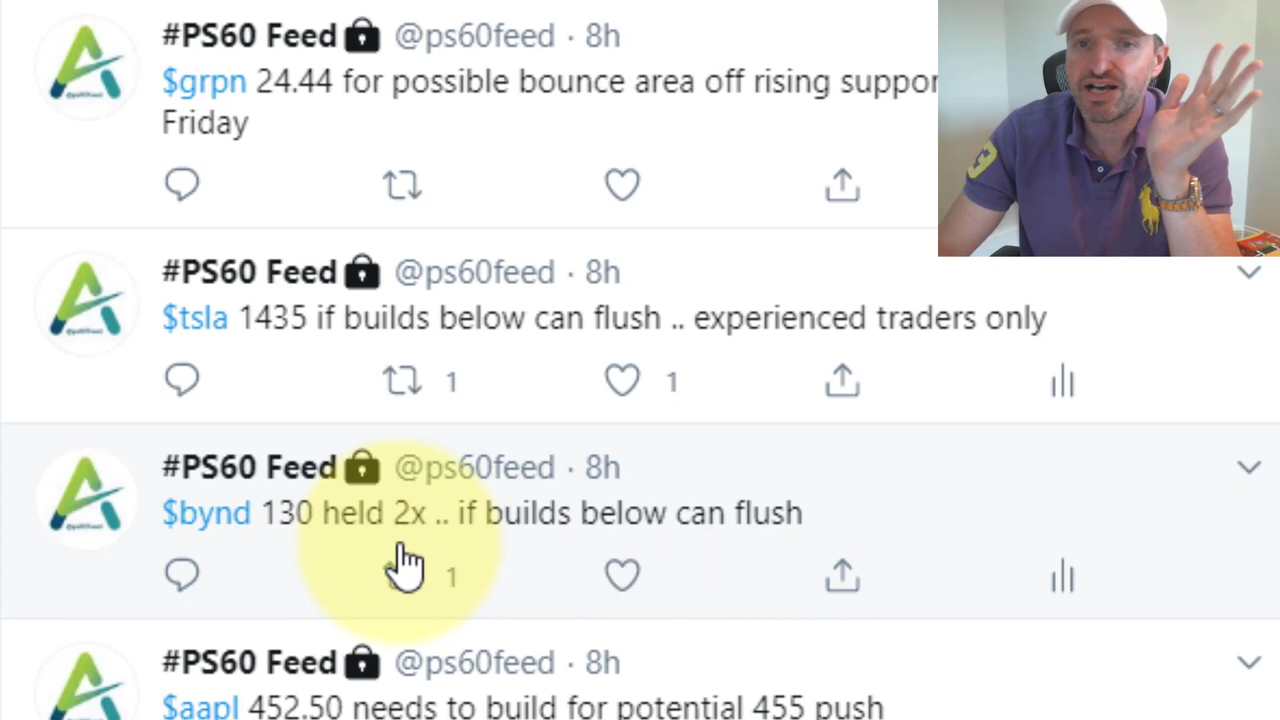 #PS60 Feed @ps60feed · 8h
$grpn 24.44 for possible bounce area off rising
Friday
#PS60 Feed @ps60feed · 8h
$tsla 1435 if builds below can flush .. experienced traders only
1 1
#PS60 Feed @ps60feed · 8h
$bynd 130 held 2x .. if builds below can flush
1
#PS60 Feed @ps60feed · 8h
$aapl 452.50 needs to build for potential 455 push
3